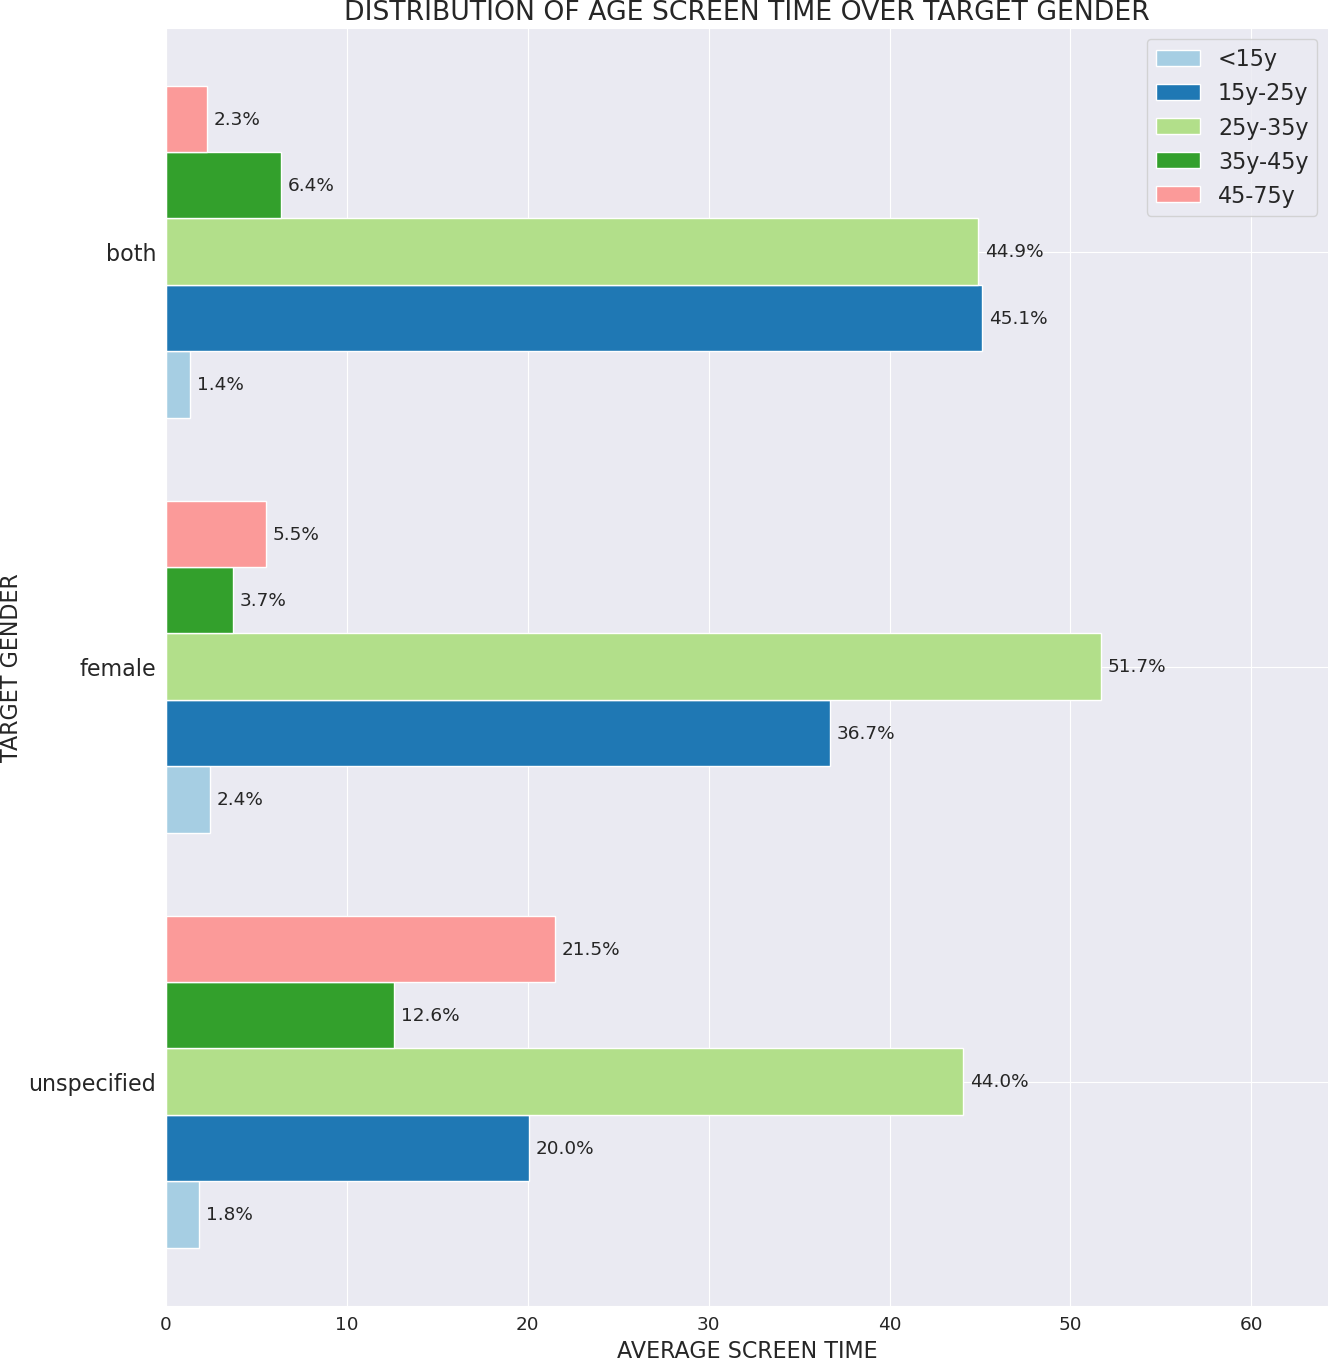 DISTRIBUTION OF AGE SCREEN TIME OVER TARGET GENDER
<15y
15y-25y
25y-35y
35y-45y
45-75y
TARGET GENDER
both
2.3%
6.4%
44.9%
45.1%
1.4%
female
5.5%
3.7%
51.7%
36.7%
2.4%
unspecified
21.5%
12.6%
44.0%
20.0%
1.8%
0 10 20 30 40 50 60
AVERAGE SCREEN TIME